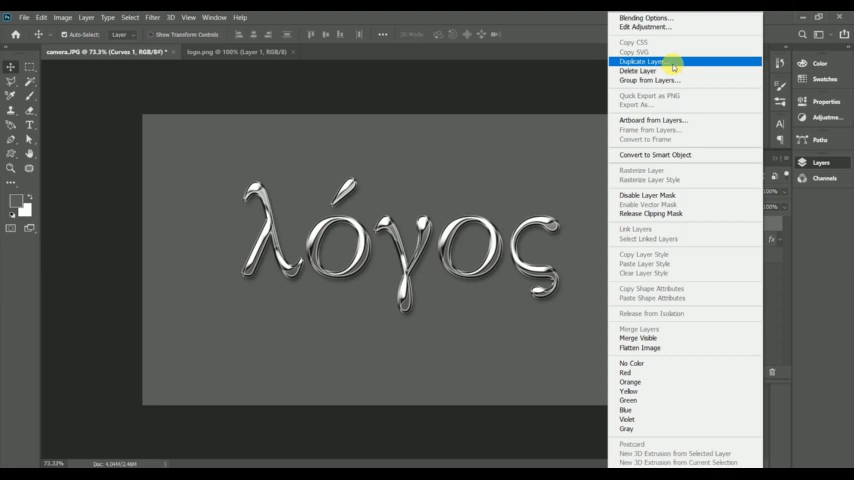 File Edit Image Layer Type Select Filter 3D View Window Help
Auto-Select: Layer Show Transform Controls 3D Mode:
camera.JPG @ 73.3% (Curves 1, RGB/8#) * × logo.png @ 100% (Layer 1, RGB/8) ×
λόγος
Blending Options...
Edit Adjustment...
Copy CSS
Copy SVG
Duplicate Layer...
Delete Layer
Group from Layers...
Quick Export as PNG
Export As...
Artboard from Layers...
Frame from Layers...
Convert to Frame
Convert to Smart Object
Rasterize Layer
Rasterize Layer Style
Disable Layer Mask
Enable Vector Mask
Release Clipping Mask
Link Layers
Select Linked Layers
Copy Layer Style
Paste Layer Style
Clear Layer Style
Copy Shape Attributes
Paste Shape Attributes
Release from Isolation
Merge Layers
Merge Visible
Flatten Image
No Color
Red
Orange
Yellow
Green
Blue
Violet
Gray
Postcard
New 3D Extrusion from Selected Layer
New 3D Extrusion from Current Selection
100%
100%
fx
Color
Swatches
Properties
Adjustme...
Paths
Layers
Channels
73.33% Doc: 4.04M/2.46M